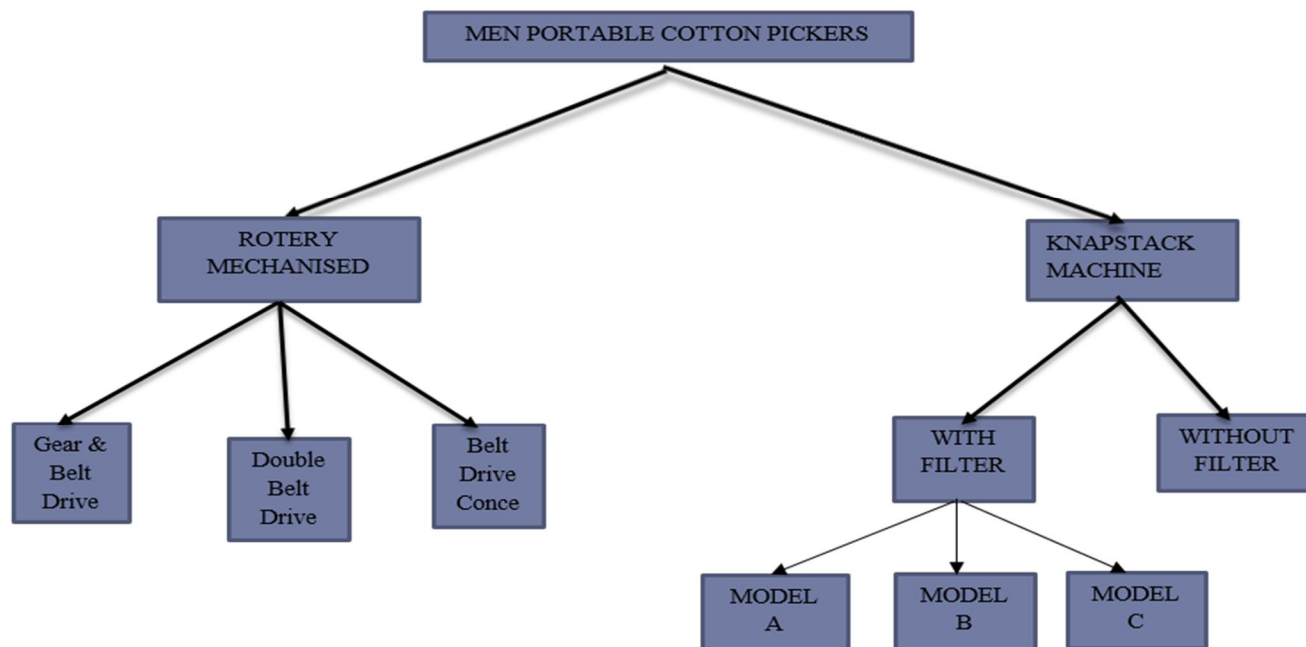 MEN PORTABLE COTTON PICKERS
ROTERY
MECHANISED
KNAPSTACK
MACHINE
Gear &
Belt
Drive
Double
Belt
Drive
Belt
Drive
Conce
WITH
FILTER
WITHOUT
FILTER
MODEL
A
MODEL
B
MODEL
C